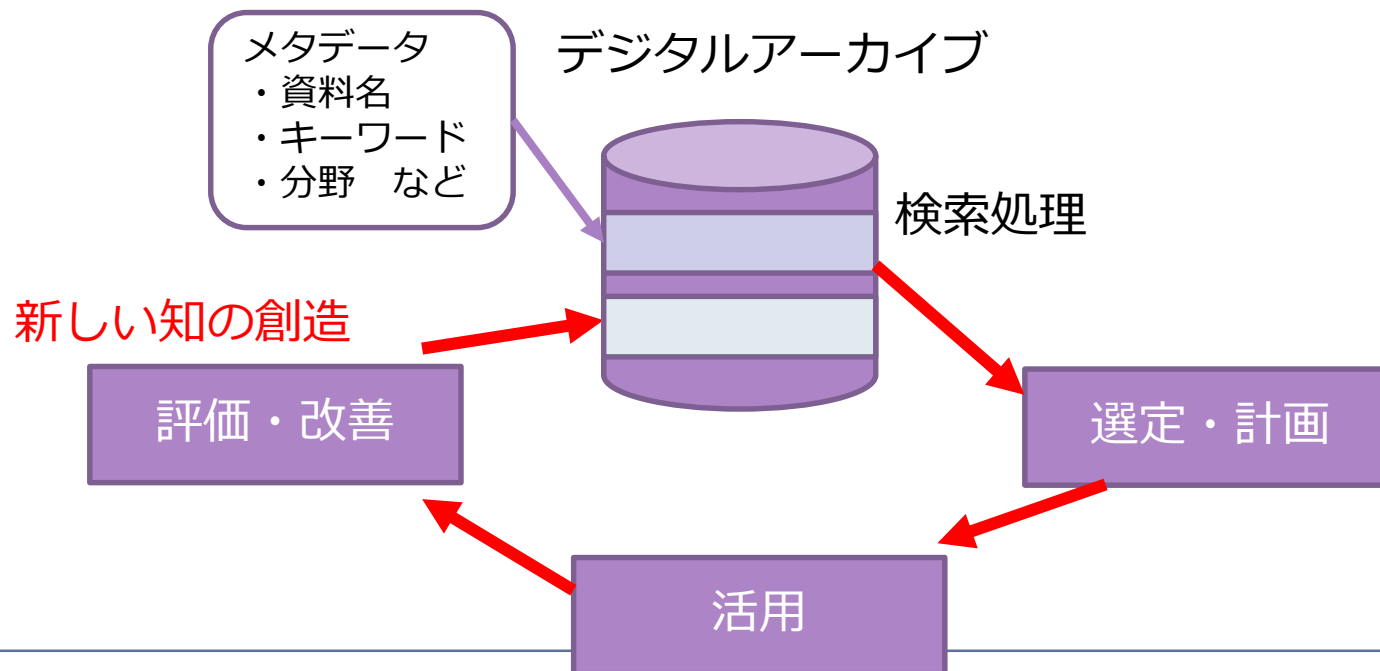 メタデータ
・資料名
・キーワード
・分野　など
デジタルアーカイブ
検索処理
新しい知の創造
評価・改善
選定・計画
活用